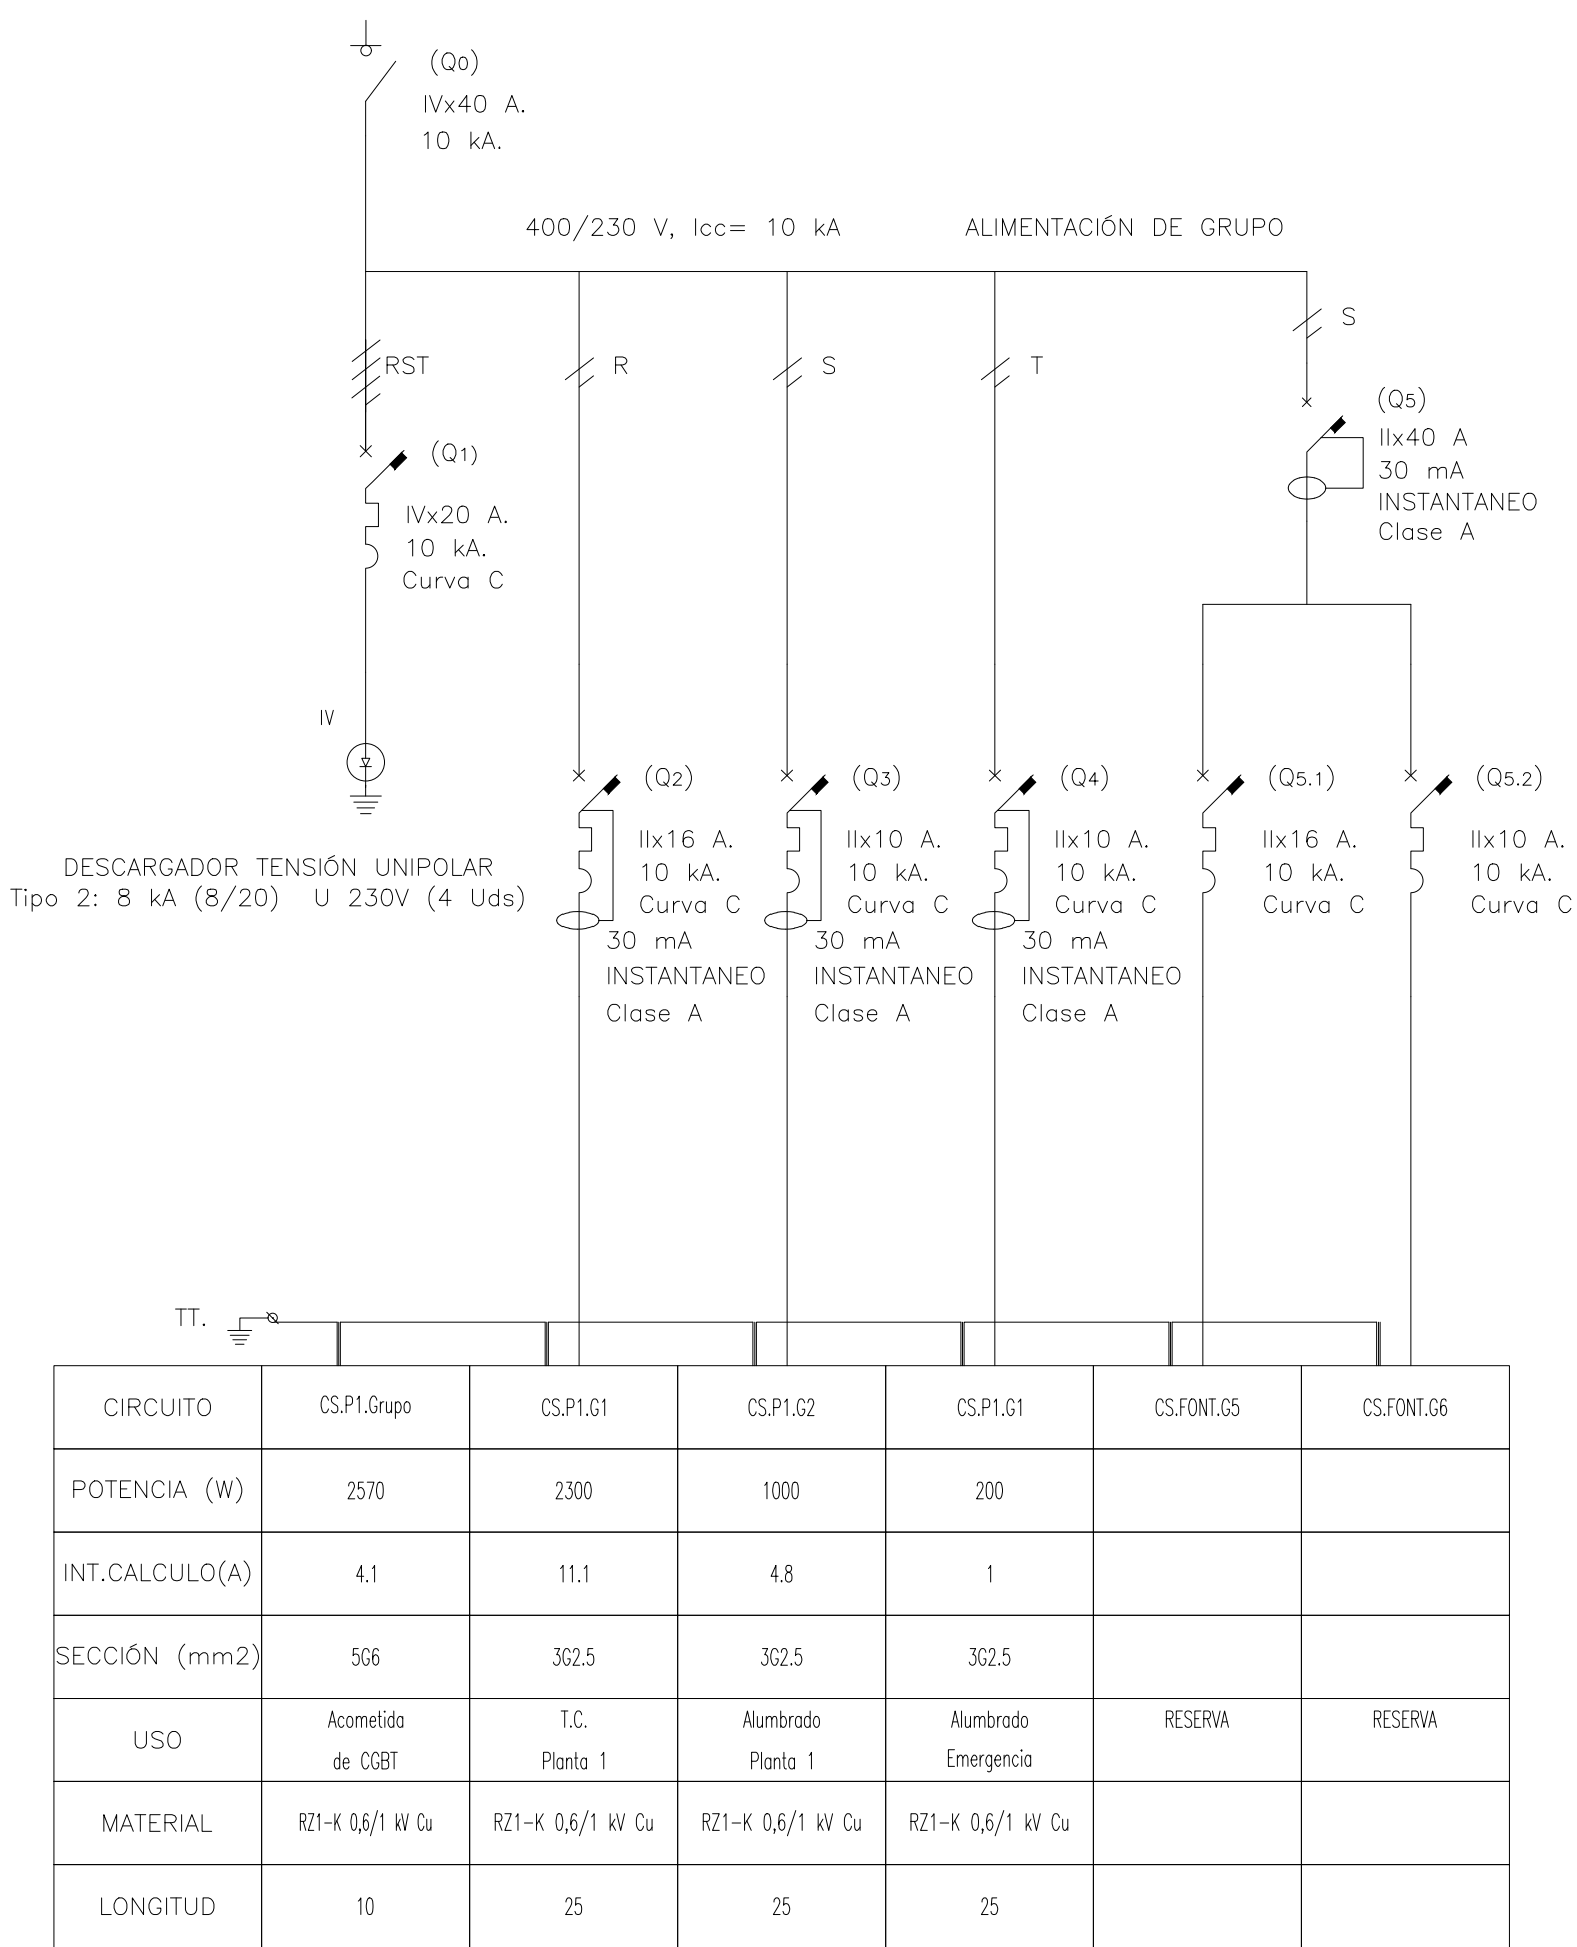 (Q0)
IVx40 A.
10 kA.
400/230 V, Icc= 10 kA
ALIMENTACIÓN DE GRUPO
RST
R
S
T
S
(Q1)
IVx20 A.
10 kA.
Curva C
(Q5)
IIx40 A
30 mA
INSTANTANEO
Clase A
IV
DESCARGADOR TENSIÓN UNIPOLAR
Tipo 2: 8 kA (8/20) U 230V (4 Uds)
(Q2)
IIx16 A.
10 kA.
Curva C
30 mA
INSTANTANEO
Clase A
(Q3)
IIx10 A.
10 kA.
Curva C
30 mA
INSTANTANEO
Clase A
(Q4)
IIx10 A.
10 kA.
Curva C
30 mA
INSTANTANEO
Clase A
(Q5.1)
IIx16 A.
10 kA.
Curva C
(Q5.2)
IIx10 A.
10 kA.
Curva C
TT.
CIRCUITO CS.P1.Grupo CS.P1.G1 CS.P1.G2 CS.P1.G1 CS.FONT.G5 CS.FONT.G6
POTENCIA (W) 2570 2300 1000 200
INT.CALCULO(A) 4.1 11.1 4.8 1
SECCIÓN (mm2) 5G6 3G2.5 3G2.5 3G2.5
USO
Acometida
de CGBT
T.C.
Planta 1
Alumbrado
Planta 1
Alumbrado
Emergencia
RESERVA
RESERVA
MATERIAL RZ1-K 0,6/1 kV Cu RZ1-K 0,6/1 kV Cu RZ1-K 0,6/1 kV Cu RZ1-K 0,6/1 kV Cu
LONGITUD 10 25 25 25